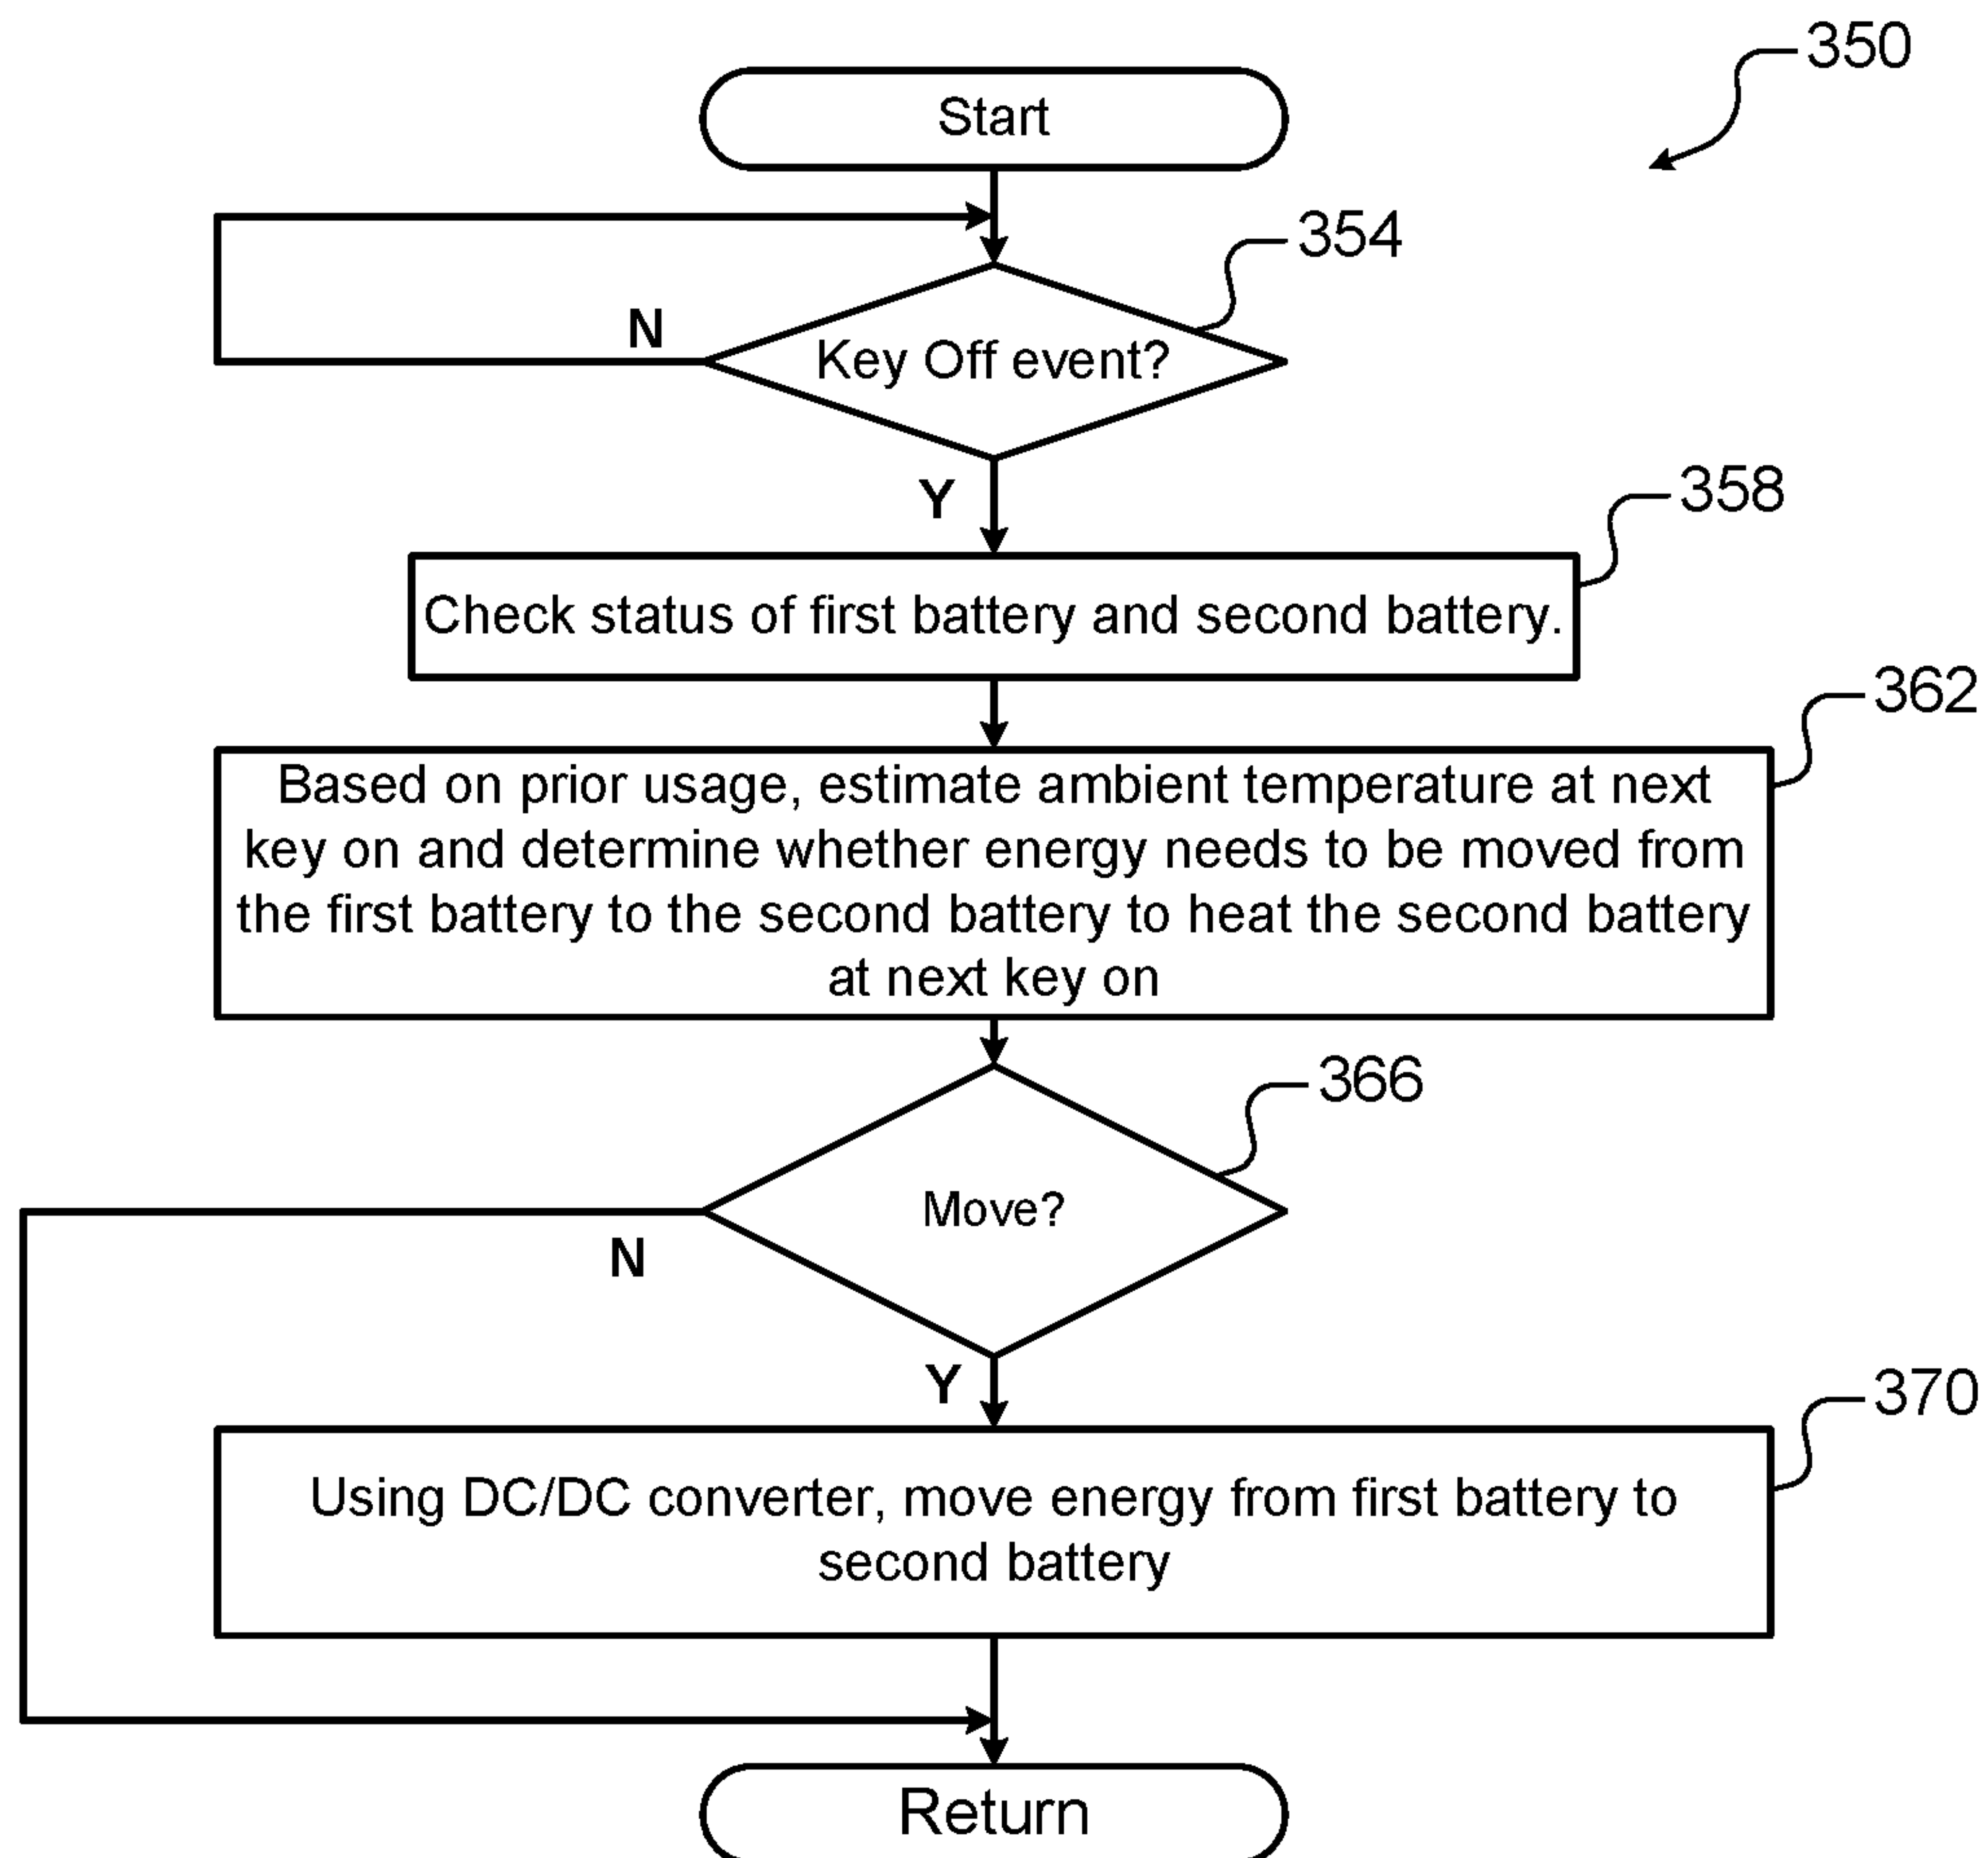 350
Start
354
N
Key Off event?
Y
358
Check status of first battery and second battery.
362
Based on prior usage, estimate ambient temperature at next
key on and determine whether energy needs to be moved from
the first battery to the second battery to heat the second battery
at next key on
366
Move?
N
Y
370
Using DC/DC converter, move energy from first battery to
second battery
Return